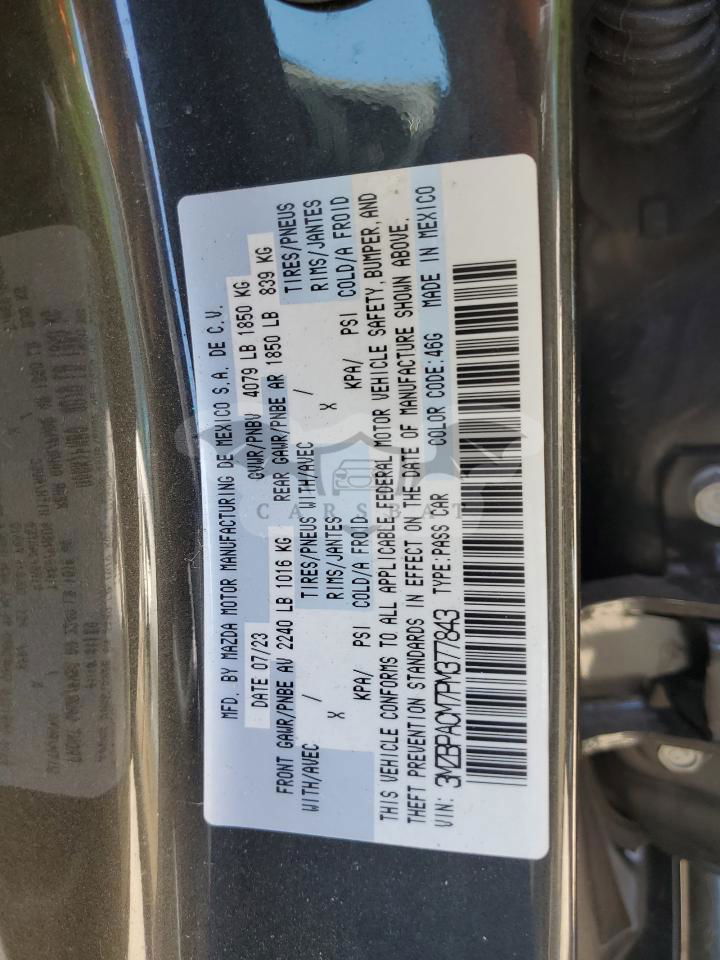 MFD. BY MAZDA MOTOR MANUFACTURING DE MEXICO S.A. DE C.V.
DATE 07/23 GVWR/PNBV 4079 LB 1850 KG
FRONT GAWR/PNBE AV 2240 LB 1016 KG REAR GAWR/PNBE AR 1850 LB 839 KG
WITH/AVEC / TIRES/PNEUS WITH/AVEC / TIRES/PNEUS
X RIMS/JANTES X RIMS/JANTES
KPA/ PSI COLD/A FROID KPA/ PSI COLD/A FROID
THIS VEHICLE CONFORMS TO ALL APPLICABLE FEDERAL MOTOR VEHICLE SAFETY, BUMPER, AND
THEFT PREVENTION STANDARDS IN EFFECT ON THE DATE OF MANUFACTURE SHOWN ABOVE.
VIN: 3MZBPACM7PM377843 TYPE: PASS CAR COLOR CODE: 46G MADE IN MEXICO
CARSBAT